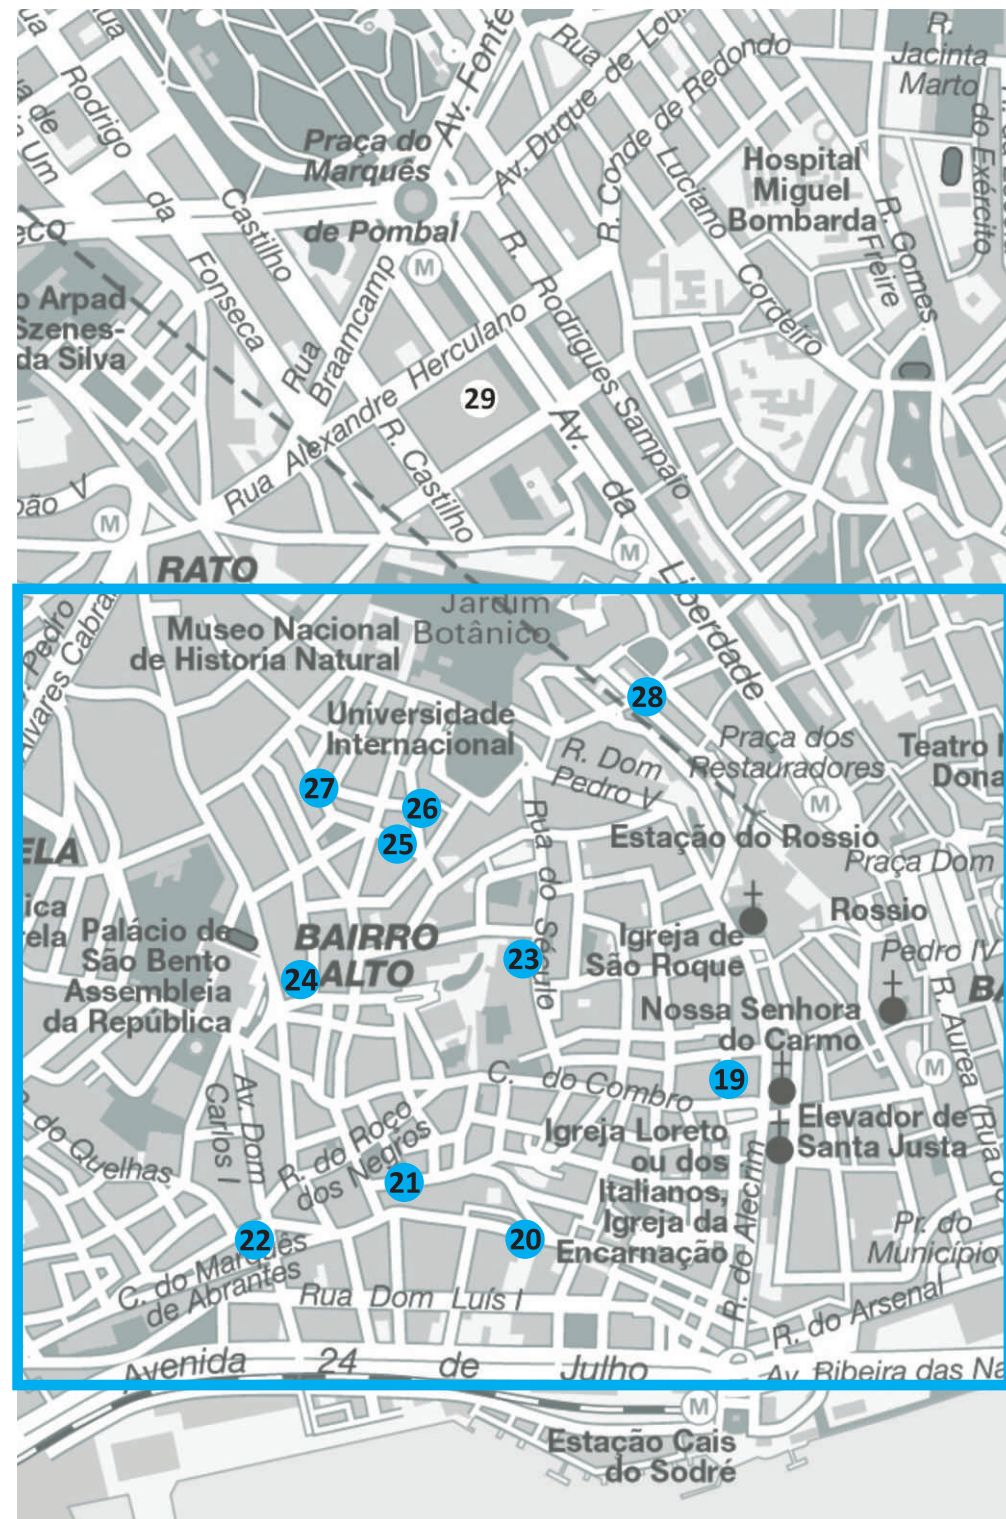 Rua
R.
Jacinta
Marto
Av. Duque de
R. Conde de Redondo
Rodrigo
da
Fonseca
Praça do
Marquês
de Pombal
M
Hospital
Miguel
Bombarda
do Exército
Luciano
Cordeiro
R. Gomes
Freire
Castilho
Rua
Braamcamp
o Arpad
Szenes-
da Silva
R. Rodrigues Sampaio
Rua Alexandre Herculano
29
R. Castilho
Av. da Liberdade
M
M
RATO
Jardim
Botânico
Museo Nacional
de Historia Natural
Universidade
Internacional
28
R. Dom
Pedro V
Praça dos
Restauradores
M
27
26
25
Estação do Rossio
Praça Dom
Pedro IV
Rossio
Rua do Século
BAIRRO
ALTO
Palácio de
São Bento
Assembleia
da República
Igreja de
São Roque
23
24
Nossa Senhora
do Carmo
R. Aurea
M
19
C. do Combro
Elevador de
Santa Justa
Igreja Loreto
ou dos
Italianos,
Igreja da
Encarnação
R. do Alecrim
Av. Dom
Carlos I
R. do Poço
dos Negros
do Quelhas
21
20
22
C. do Marquês
de Abrantes
Rua Dom Luís I
Pr. do
Município
R. do Arsenal
Avenida 24 de Julho
Av. Ribeira das
M
Estação Cais
do Sodré